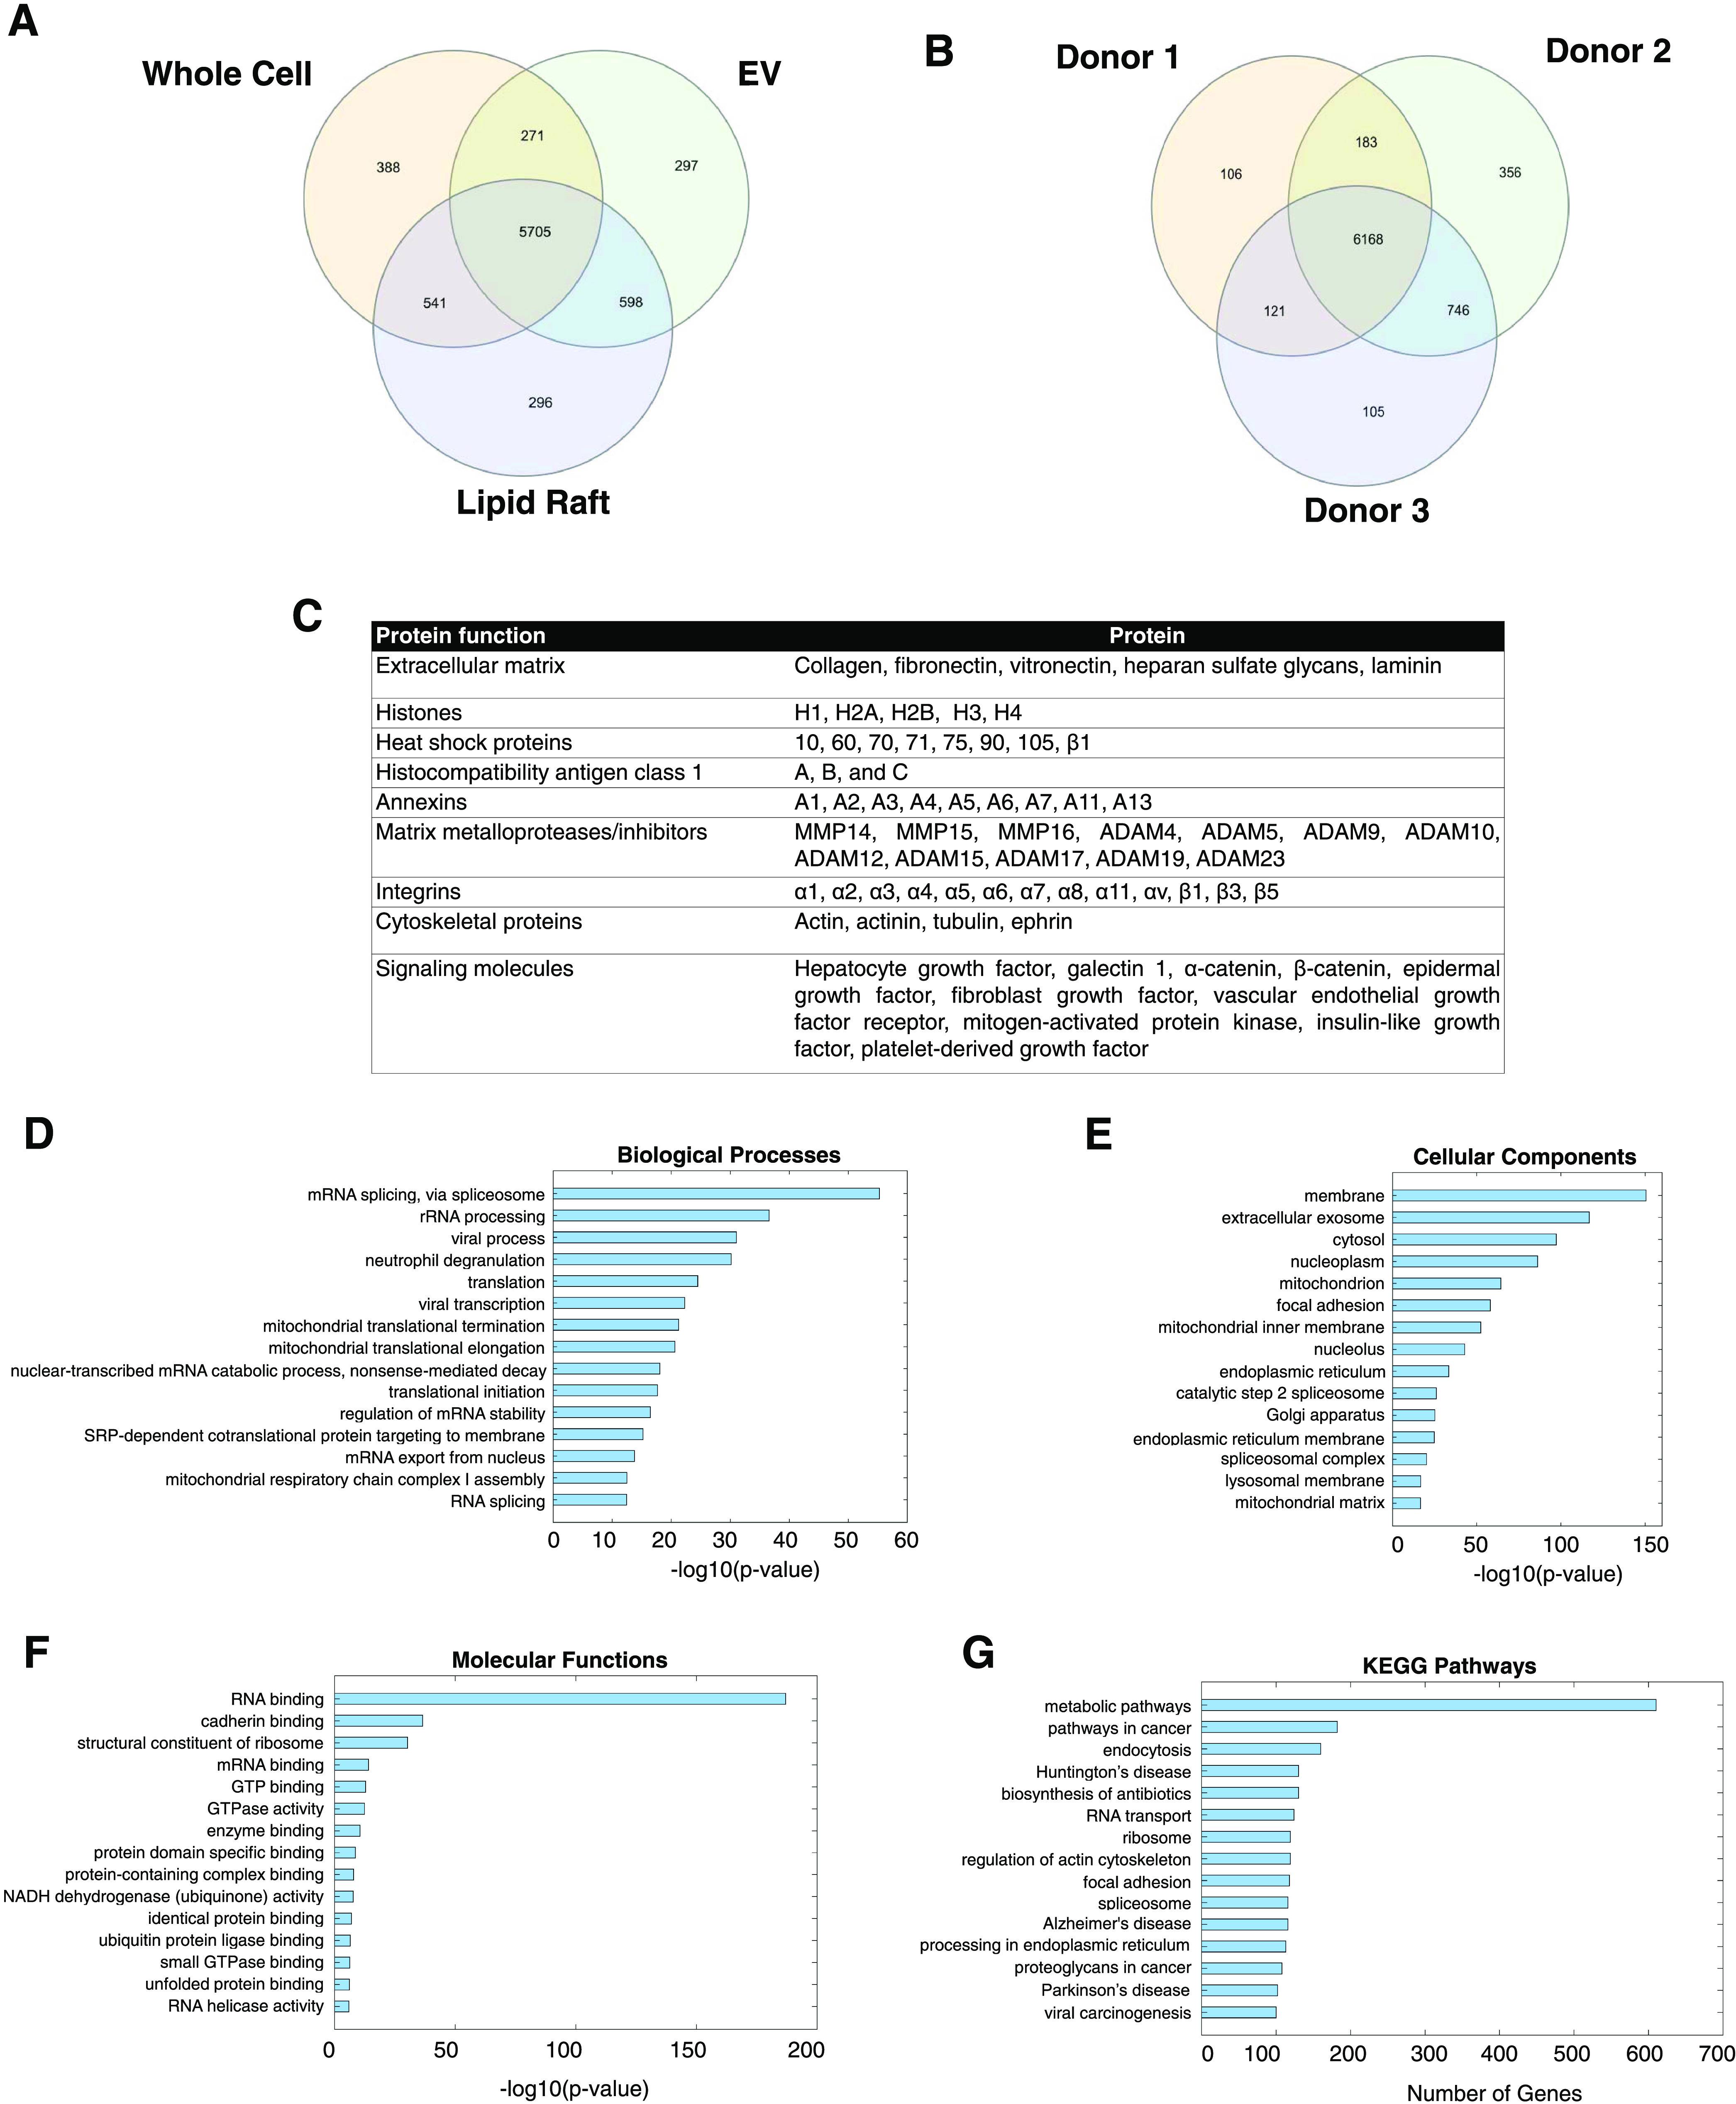 A
Whole Cell
EV
388
271
297
5705
541
598
296
Lipid Raft
B
Donor 1
Donor 2
106
183
356
6168
121
746
105
Donor 3
C
Protein function Protein
Extracellular matrix Collagen, fibronectin, vitronectin, heparan sulfate glycans, laminin
Histones H1, H2A, H2B, H3, H4
Heat shock proteins 10, 60, 70, 71, 75, 90, 105, β1
Histocompatibility antigen class 1 A, B, and C
Annexins A1, A2, A3, A4, A5, A6, A7, A11, A13
Matrix metalloproteases/inhibitors MMP14, MMP15, MMP16, ADAM4, ADAM5, ADAM9, ADAM10,
ADAM12, ADAM15, ADAM17, ADAM19, ADAM23
Integrins α1, α2, α3, α4, α5, α6, α7, α8, α11, αv, β1, β3, β5
Cytoskeletal proteins Actin, actinin, tubulin, ephrin
Signaling molecules Hepatocyte growth factor, galectin 1, α-catenin, β-catenin, epidermal
growth factor, fibroblast growth factor, vascular endothelial growth
factor receptor, mitogen-activated protein kinase, insulin-like growth
factor, platelet-derived growth factor
D
Biological Processes
mRNA splicing, via spliceosome
rRNA processing
viral process
neutrophil degranulation
translation
viral transcription
mitochondrial translational termination
mitochondrial translational elongation
nuclear-transcribed mRNA catabolic process, nonsense-mediated decay
translational initiation
regulation of mRNA stability
SRP-dependent cotranslational protein targeting to membrane
mRNA export from nucleus
mitochondrial respiratory chain complex I assembly
RNA splicing
0 10 20 30 40 50 60
-log10(p-value)
E
Cellular Components
membrane
extracellular exosome
cytosol
nucleoplasm
mitochondrion
focal adhesion
mitochondrial inner membrane
nucleolus
endoplasmic reticulum
catalytic step 2 spliceosome
Golgi apparatus
endoplasmic reticulum membrane
spliceosomal complex
lysosomal membrane
mitochondrial matrix
0 50 100 150
-log10(p-value)
F
Molecular Functions
RNA binding
cadherin binding
structural constituent of ribosome
mRNA binding
GTP binding
GTPase activity
enzyme binding
protein domain specific binding
protein-containing complex binding
NADH dehydrogenase (ubiquinone) activity
identical protein binding
ubiquitin protein ligase binding
small GTPase binding
unfolded protein binding
RNA helicase activity
0 50 100 150 200
-log10(p-value)
G
KEGG Pathways
metabolic pathways
pathways in cancer
endocytosis
Huntington's disease
biosynthesis of antibiotics
RNA transport
ribosome
regulation of actin cytoskeleton
focal adhesion
spliceosome
Alzheimer's disease
processing in endoplasmic reticulum
proteoglycans in cancer
Parkinson's disease
viral carcinogenesis
0 100 200 300 400 500 600 700
Number of Genes